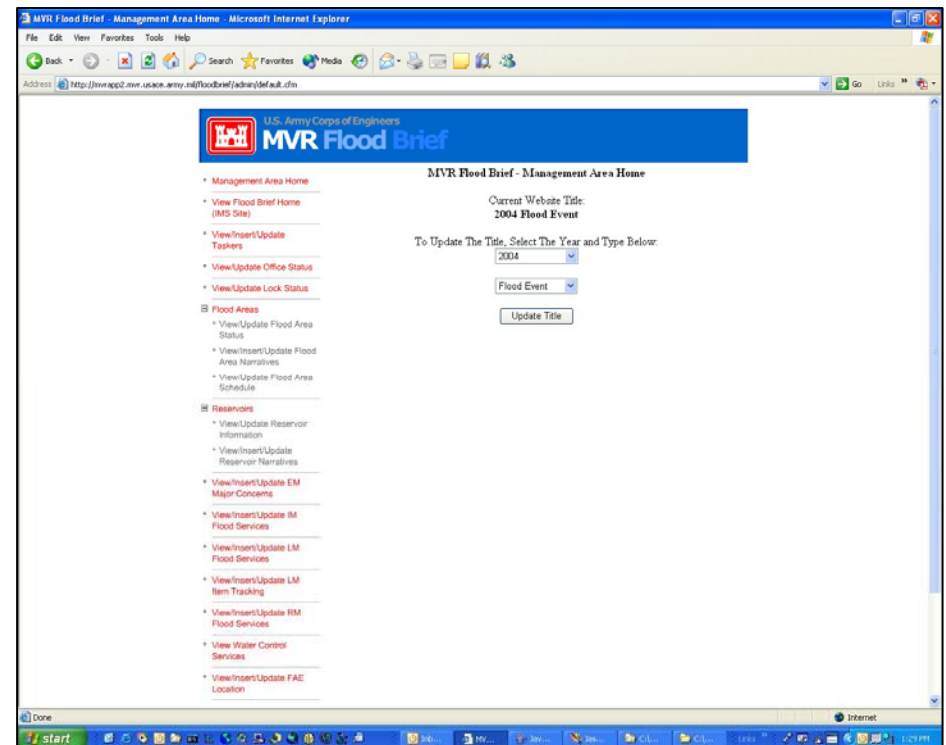 MVR Flood Brief - Management Area Home - Microsoft Internet Explorer
File Edit View Favorites Tools Help
Back Search Favorites Media
Address http://mvrapp2.mvr.usace.army.mil/floodbrief/admin/default.cfm Go Links
U.S. Army Corps of Engineers
MVR Flood Brief
MVR Flood Brief - Management Area Home
Current Website Title:
2004 Flood Event
To Update The Title, Select The Year and Type Below:
2004
Flood Event
Update Title
Management Area Home
View Flood Brief Home
(IMS Site)
View/Insert/Update
Taskers
View/Update Office Status
View/Update Lock Status
Flood Areas
View/Update Flood Area
Status
View/Insert/Update Flood
Area Narratives
View/Update Flood Area
Schedule
Reservoirs
View/Update Reservoir
Information
View/Insert/Update
Reservoir Narratives
View/Insert/Update EM
Major Concerns
View/Insert/Update IM
Flood Services
View/Insert/Update LM
Flood Services
View/Insert/Update LM
Item Tracking
View/Insert/Update RM
Flood Services
View Water Control
Services
View/Insert/Update FAE
Location
Done Internet
start Inb... MV... Jav... C:\... C:\... Links 1:29 PM